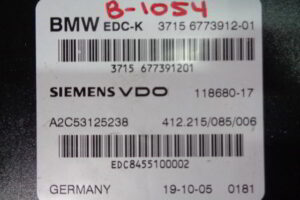 B-1054
BMW EDC-K 3715 6773912-01
3715 677391201
SIEMENS VDO 118680-17
A2C53125238 412.215/085/006
EDC8455100002
GERMANY 19-10-05 0181